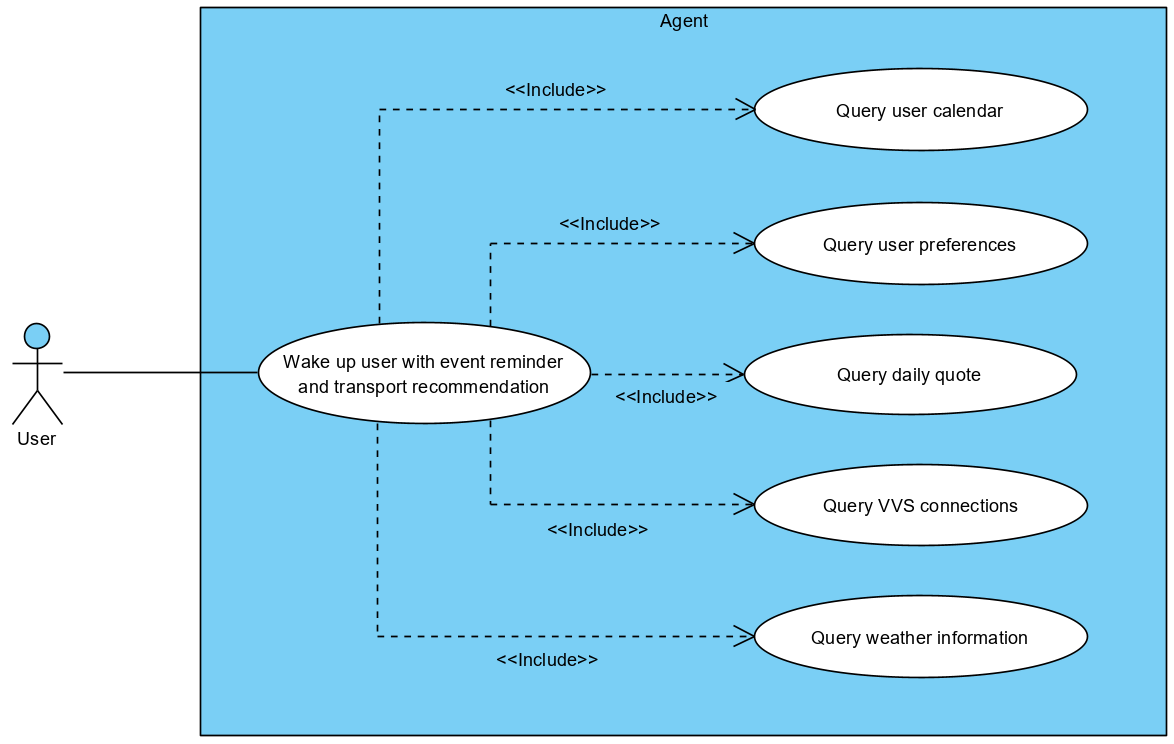 Agent
<<Include>>
Query user calendar
<<Include>>
Query user preferences
Wake up user with event reminder
and transport recommendation
Query daily quote
<<Include>>
User
Query VVS connections
<<Include>>
Query weather information
<<Include>>